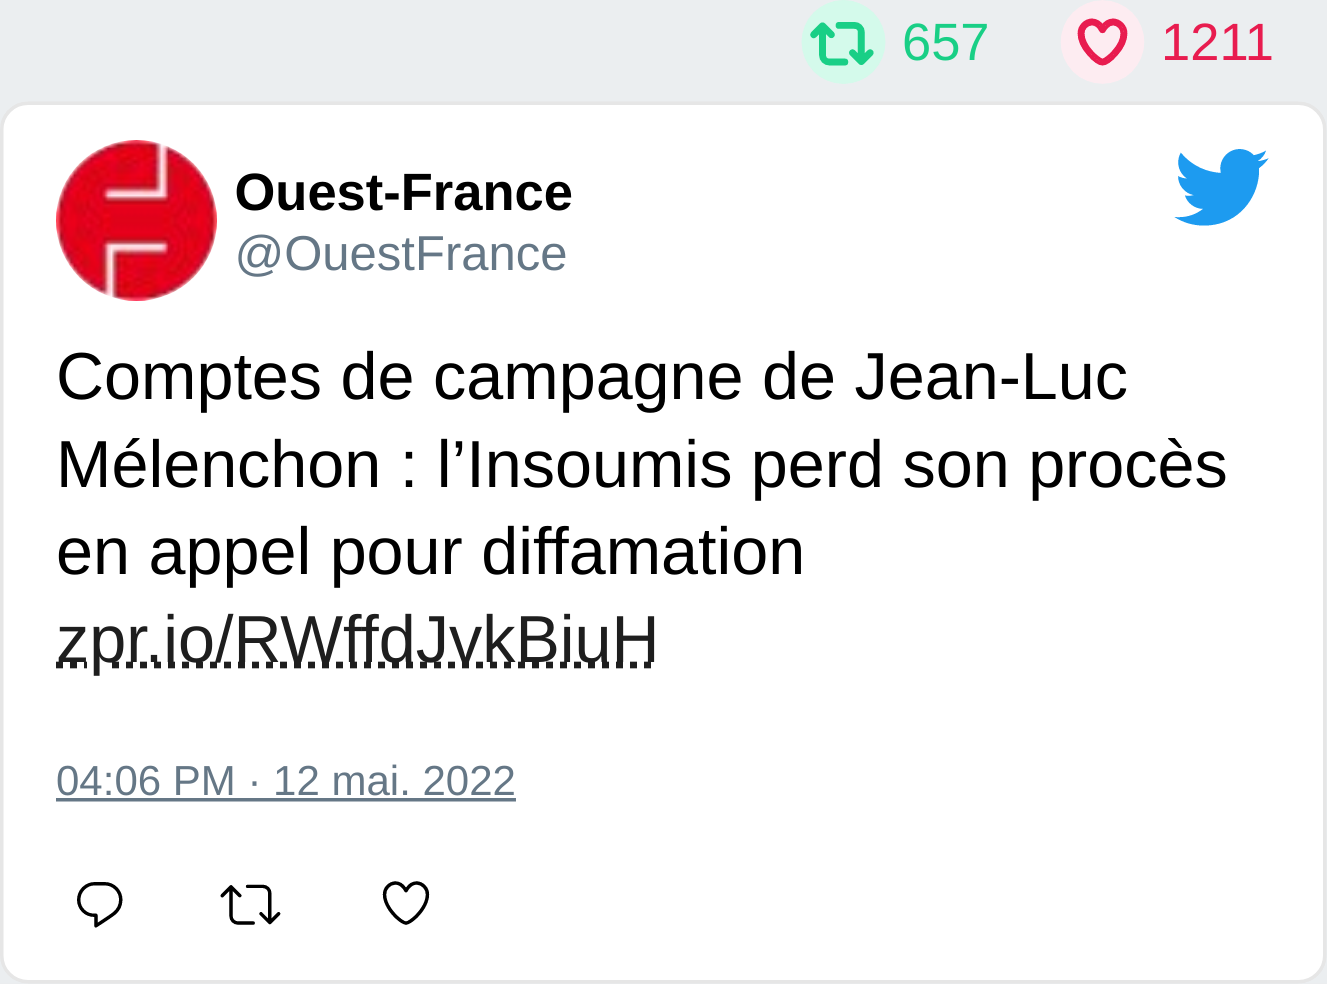 657 1211
Ouest-France
@OuestFrance
Comptes de campagne de Jean-Luc
Mélenchon : l’Insoumis perd son procès
en appel pour diffamation
zpr.io/RWffdJvkBiuH
04:06 PM · 12 mai. 2022